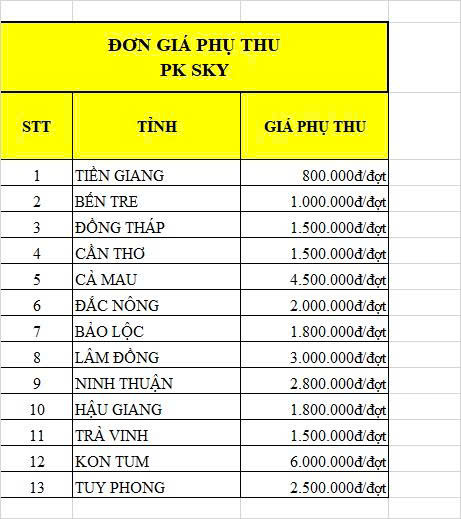 ĐƠN GIÁ PHỤ THU
PK SKY
STT TỈNH GIÁ PHỤ THU
1 TIỀN GIANG 800.000đ/đợt
2 BẾN TRE 1.000.000đ/đợt
3 ĐỒNG THÁP 1.500.000đ/đợt
4 CẦN THƠ 1.500.000đ/đợt
5 CẢ MAU 4.500.000đ/đợt
6 ĐẮC NÔNG 2.000.000đ/đợt
7 BẢO LỘC 1.800.000đ/đợt
8 LÂM ĐỒNG 3.000.000đ/đợt
9 NINH THUẬN 2.800.000đ/đợt
10 HẬU GIANG 1.800.000đ/đợt
11 TRÀ VINH 1.500.000đ/đợt
12 KON TUM 6.000.000đ/đợt
13 TUY PHONG 2.500.000đ/đợt